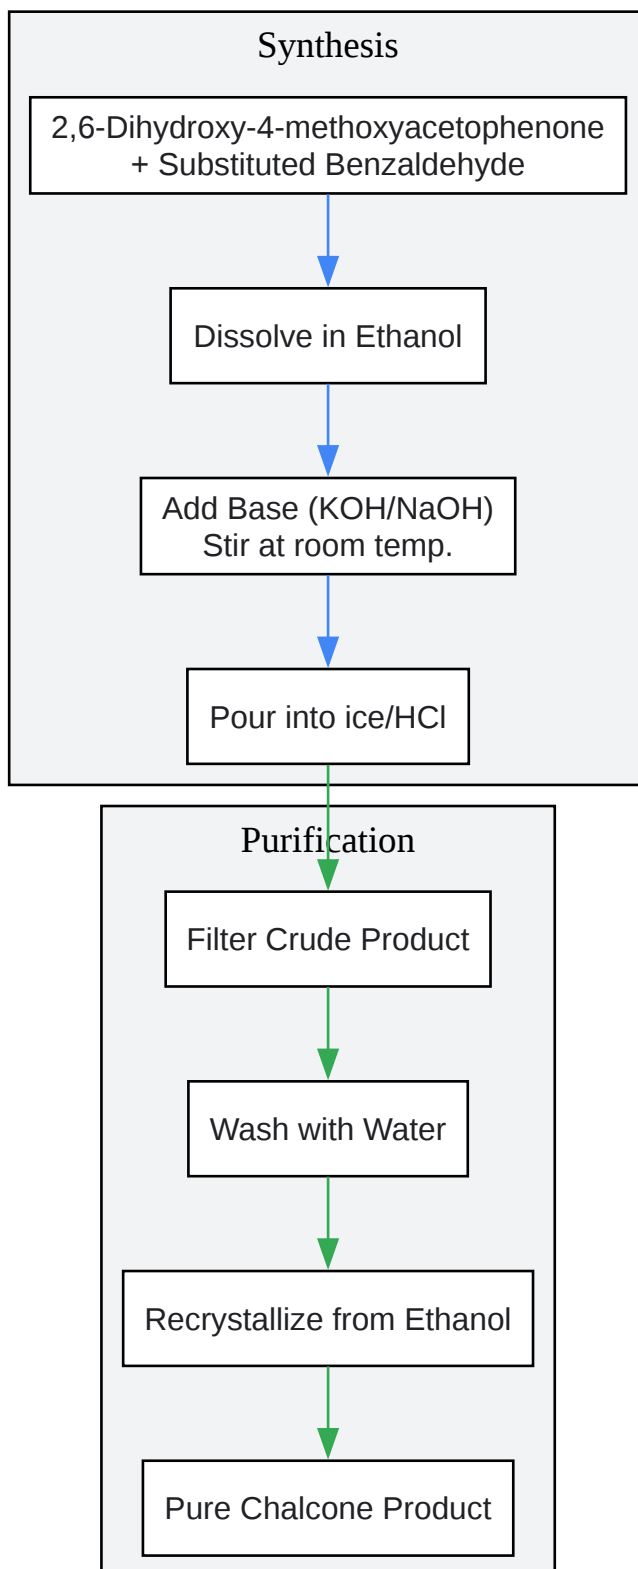 Synthesis
2,6-Dihydroxy-4-methoxyacetophenone
+ Substituted Benzaldehyde
Dissolve in Ethanol
Add Base (KOH/NaOH)
Stir at room temp.
Pour into ice/HCl
Purification
Filter Crude Product
Wash with Water
Recrystallize from Ethanol
Pure Chalcone Product